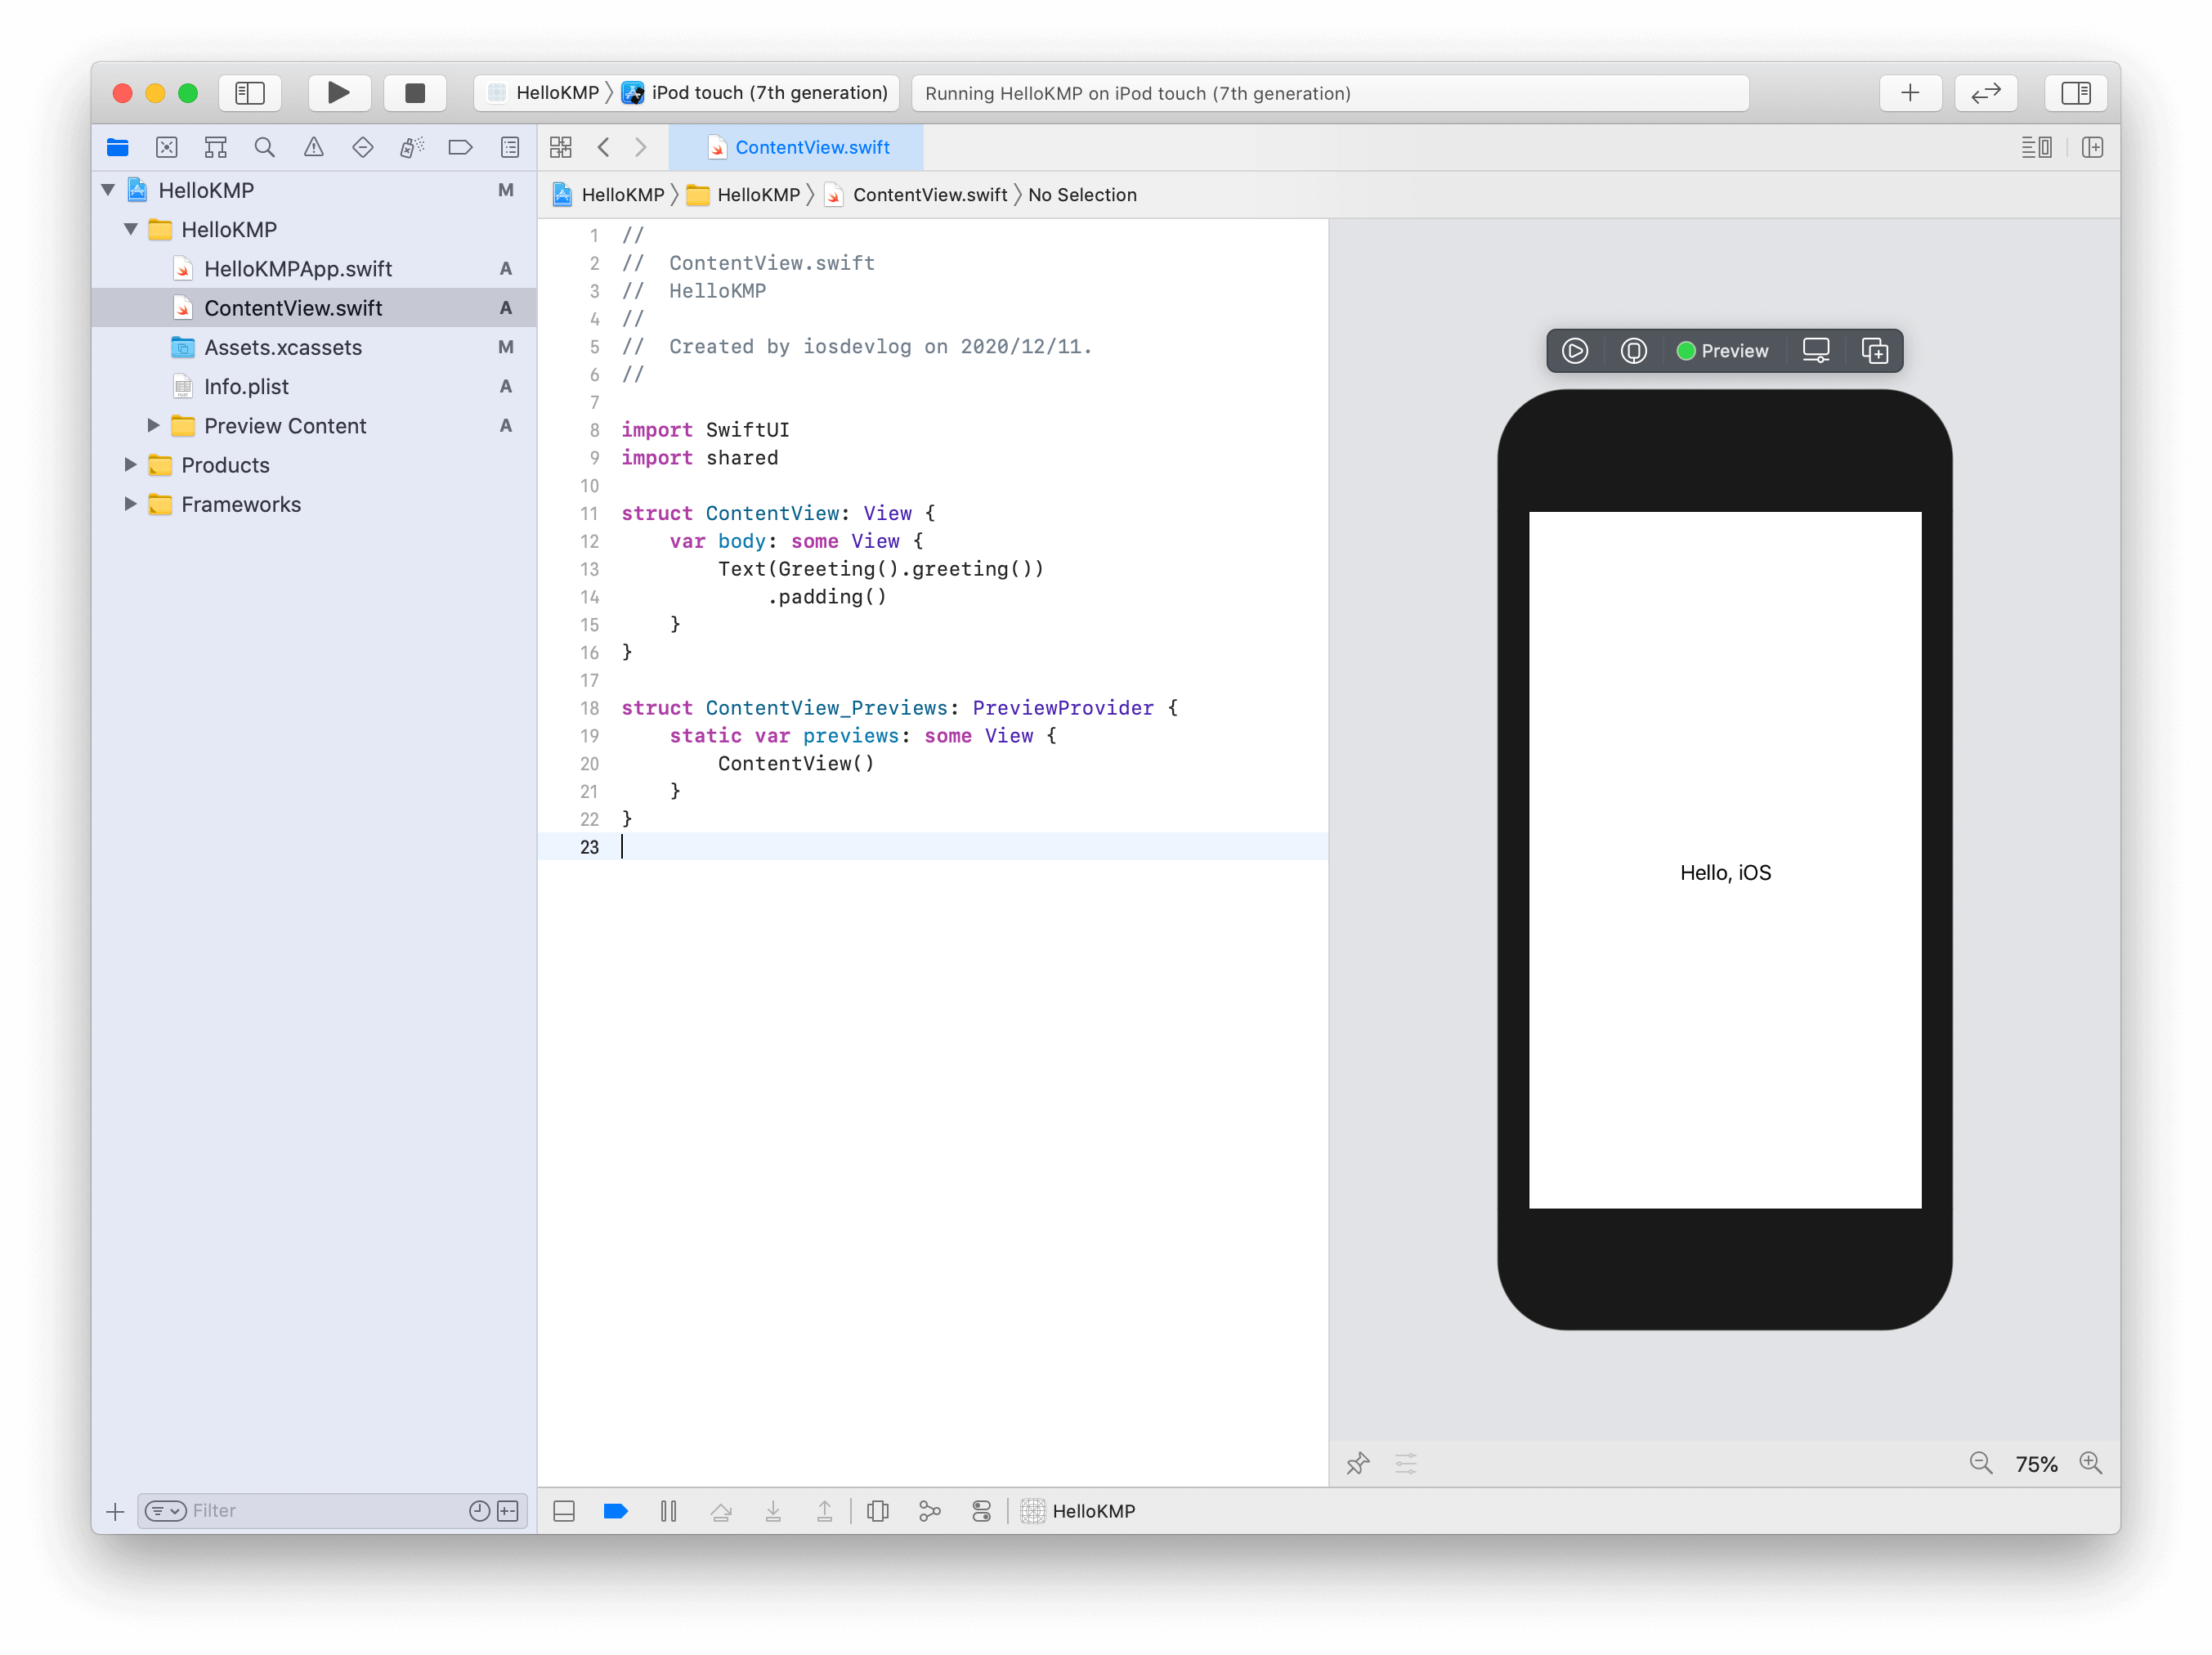 HelloKMP 〉 iPod touch (7th generation)
Running HelloKMP on iPod touch (7th generation)
ContentView.swift
HelloKMP 〉 HelloKMP 〉 ContentView.swift 〉 No Selection
HelloKMP M
HelloKMP
HelloKMPApp.swift A
ContentView.swift A
Assets.xcassets M
Info.plist A
Preview Content A
Products
Frameworks
Filter
1 //
2 //  ContentView.swift
3 //  HelloKMP
4 //
5 //  Created by iosdevlog on 2020/12/11.
6 //
7
8 import SwiftUI
9 import shared
10
11 struct ContentView: View {
12     var body: some View {
13         Text(Greeting().greeting())
14             .padding()
15     }
16 }
17
18 struct ContentView_Previews: PreviewProvider {
19     static var previews: some View {
20         ContentView()
21     }
22 }
23
Preview
Hello, iOS
75%
HelloKMP